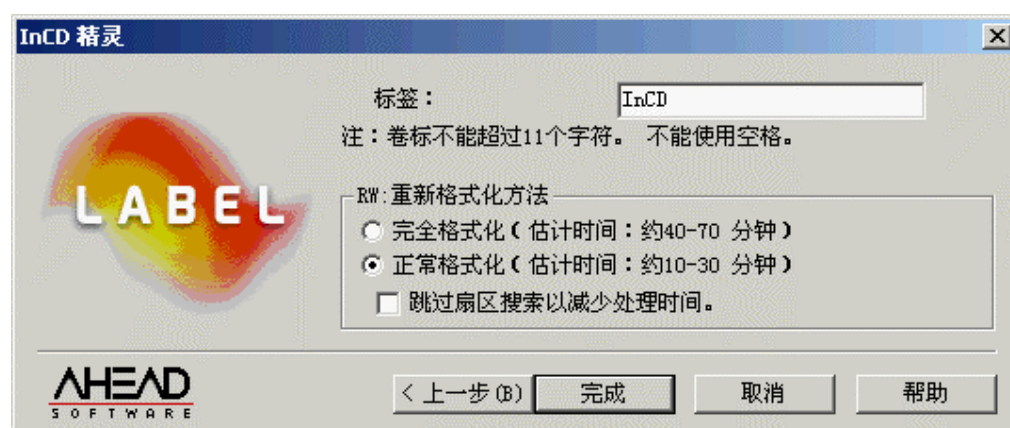 InCD 精灵
标签：
InCD
注：卷标不能超过11个字符。 不能使用空格。
LABEL
RW:重新格式化方法
完全格式化（估计时间：约40-70 分钟）
正常格式化（估计时间：约10-30 分钟）
跳过扇区搜索以减少处理时间。
AHEAD
SOFTWARE
< 上一步(B)
完成
取消
帮助